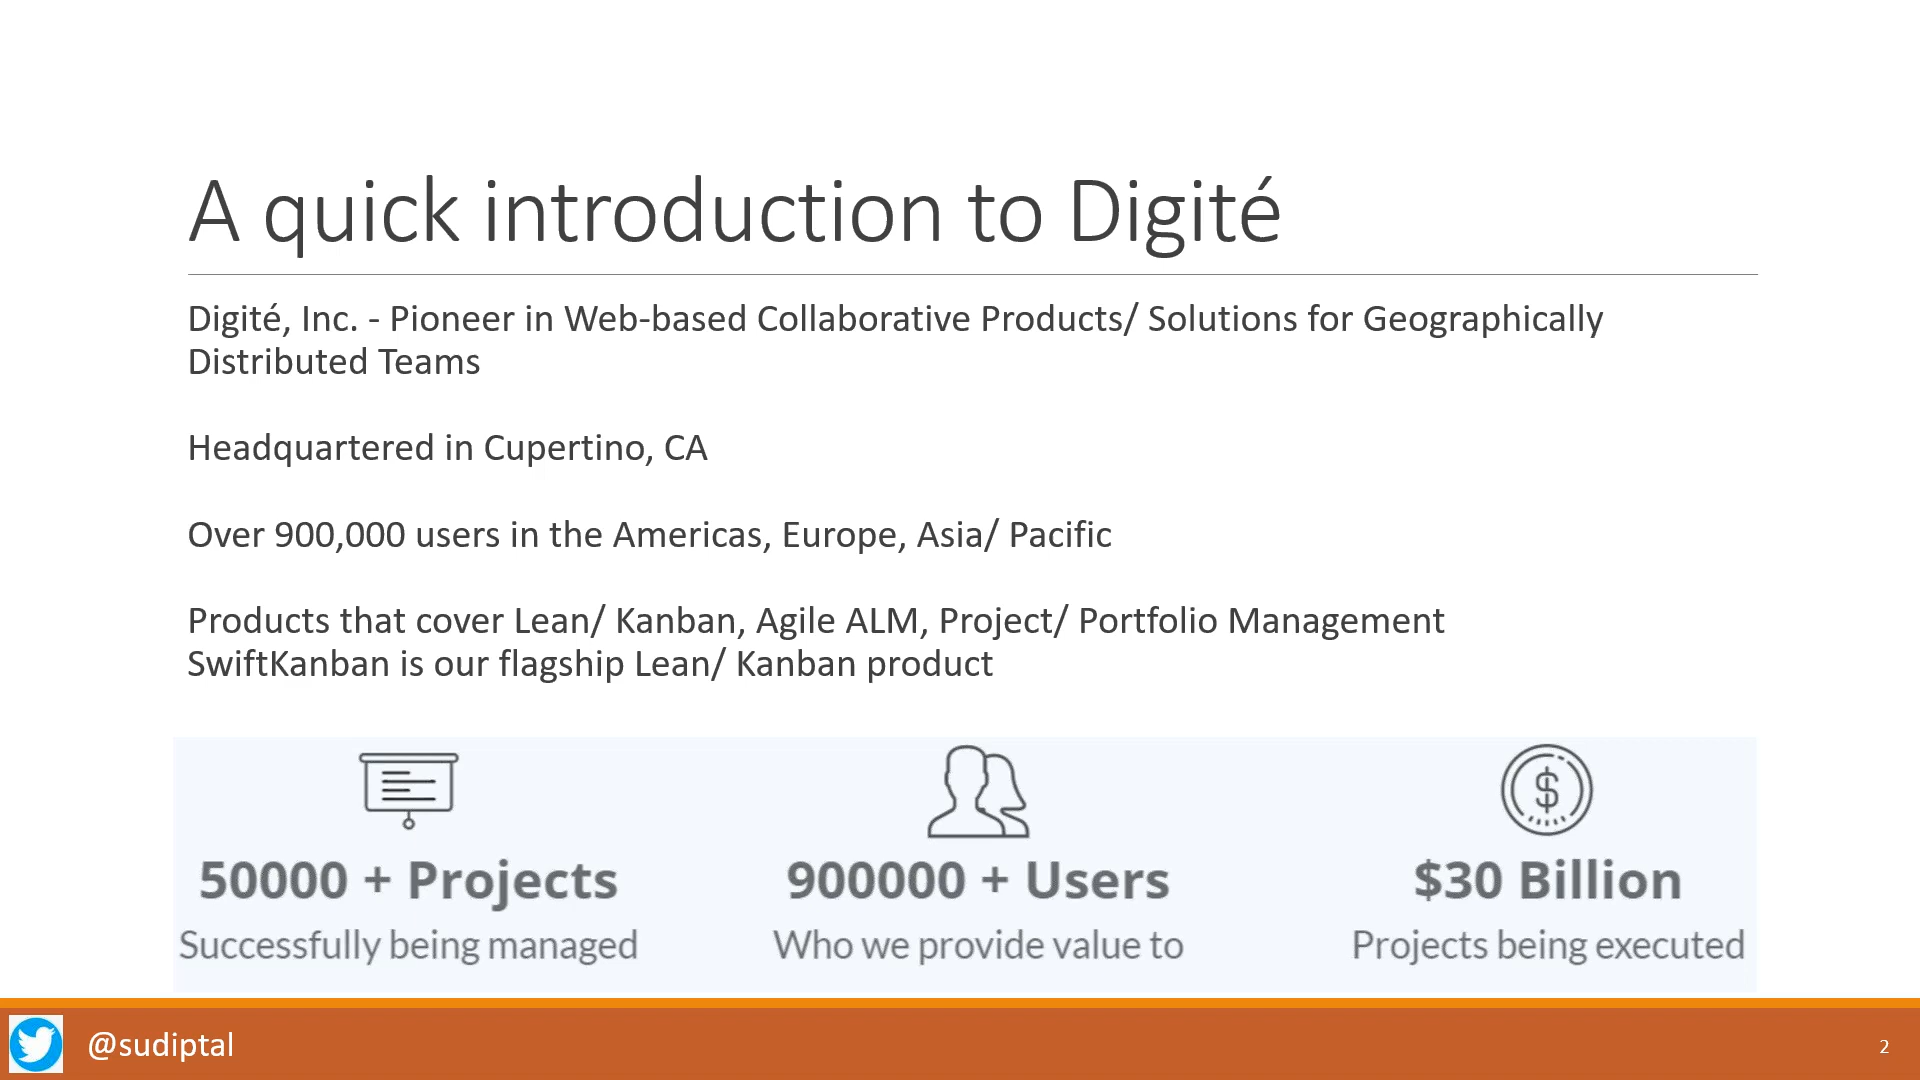 A quick introduction to Digité
Digité, Inc. - Pioneer in Web-based Collaborative Products/ Solutions for Geographically
Distributed Teams
Headquartered in Cupertino, CA
Over 900,000 users in the Americas, Europe, Asia/ Pacific
Products that cover Lean/ Kanban, Agile ALM, Project/ Portfolio Management
SwiftKanban is our flagship Lean/ Kanban product
50000 + Projects
Successfully being managed
900000 + Users
Who we provide value to
$30 Billion
Projects being executed
@sudiptal
2